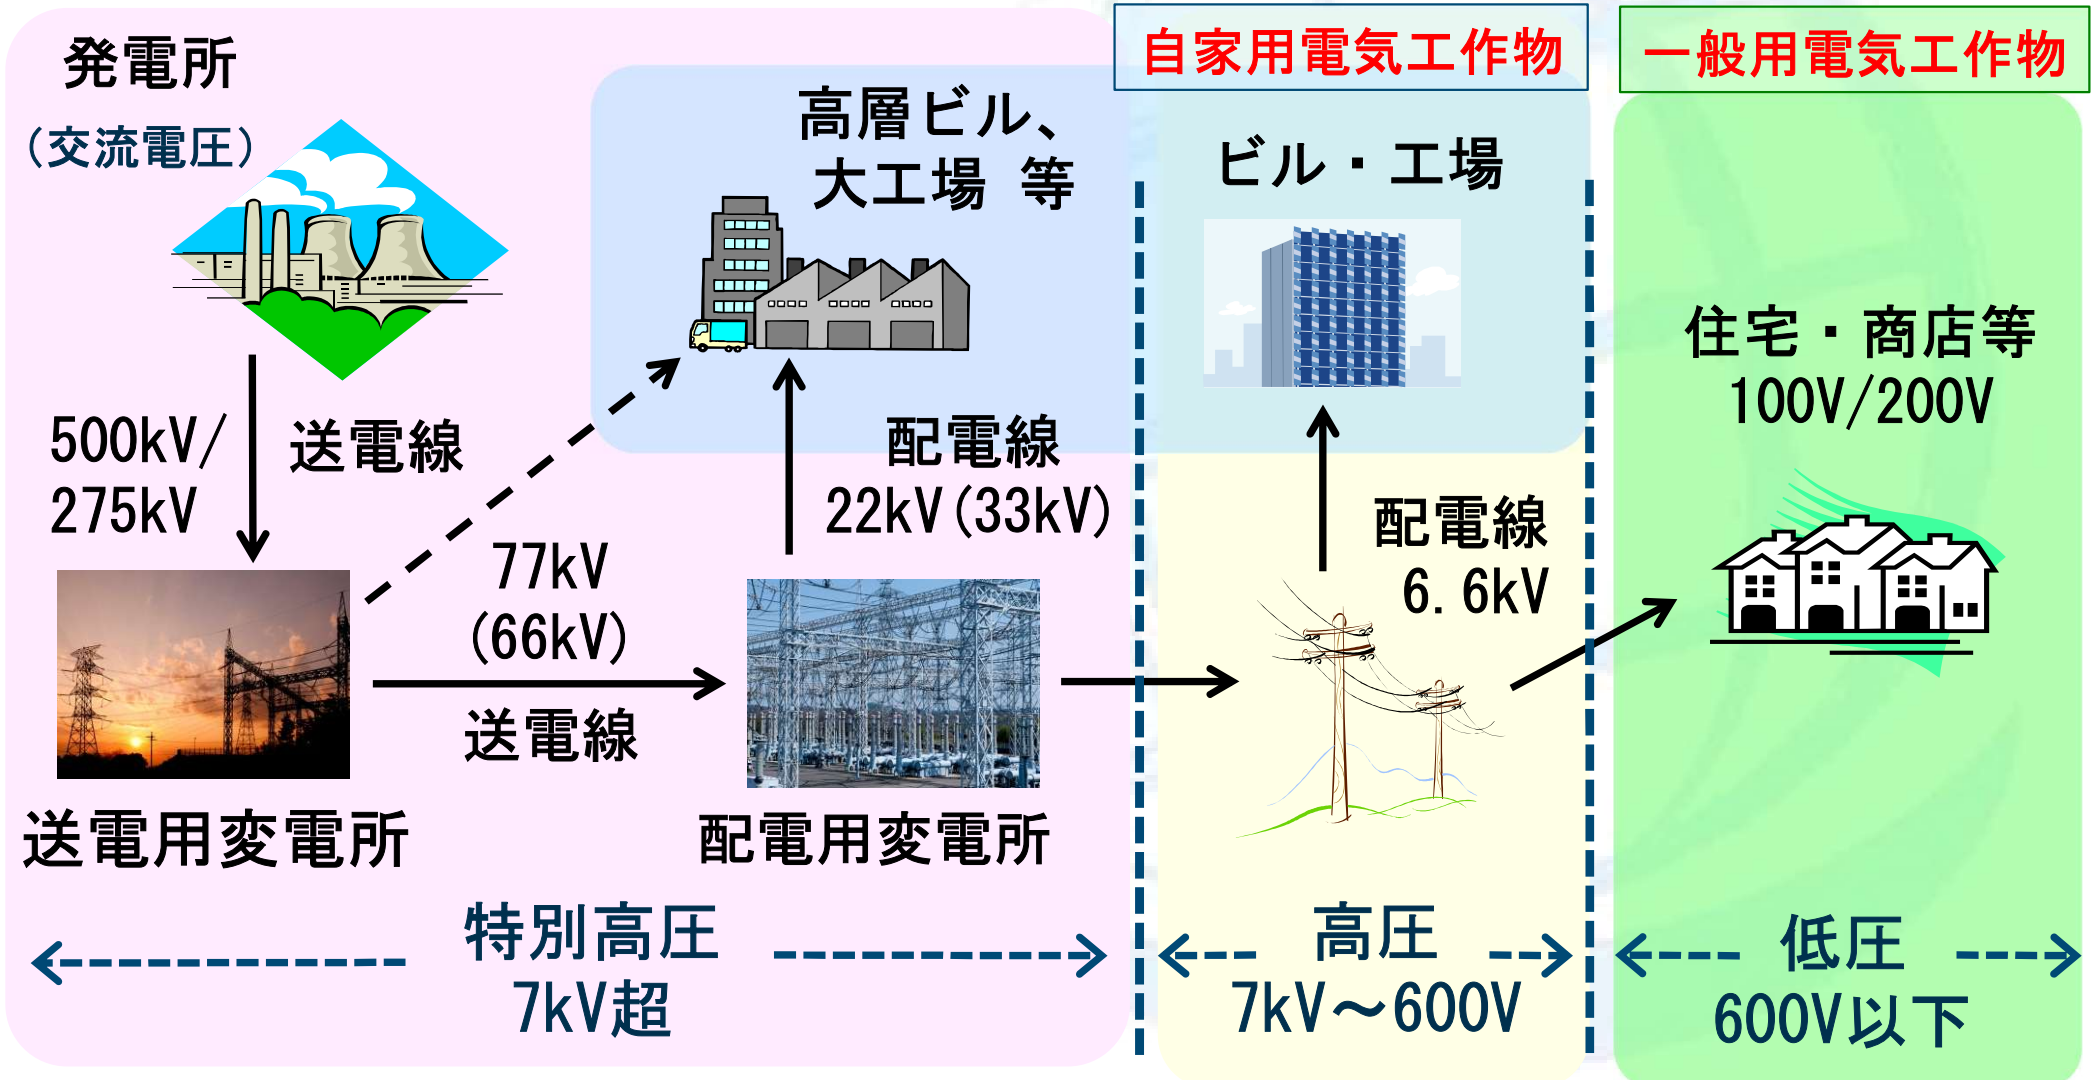 発電所
（交流電圧）
500kV/
275kV
送電線
送電用変電所
77kV
(66kV)
送電線
高層ビル、
大工場 等
配電線
22kV(33kV)
配電用変電所
特別高圧
7kV超
自家用電気工作物
ビル・工場
配電線
6.6kV
高圧
7kV～600V
一般用電気工作物
住宅・商店等
100V/200V
低圧
600V以下